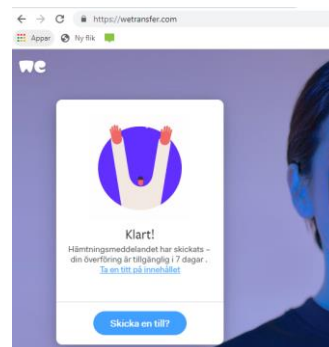 https://wetransfer.com
Appar Ny flik
we
Klart!
Hämtningsmeddelandet har skickats –
din överföring är tillgänglig i 7 dagar .
Ta en titt på innehållet
Skicka en till?